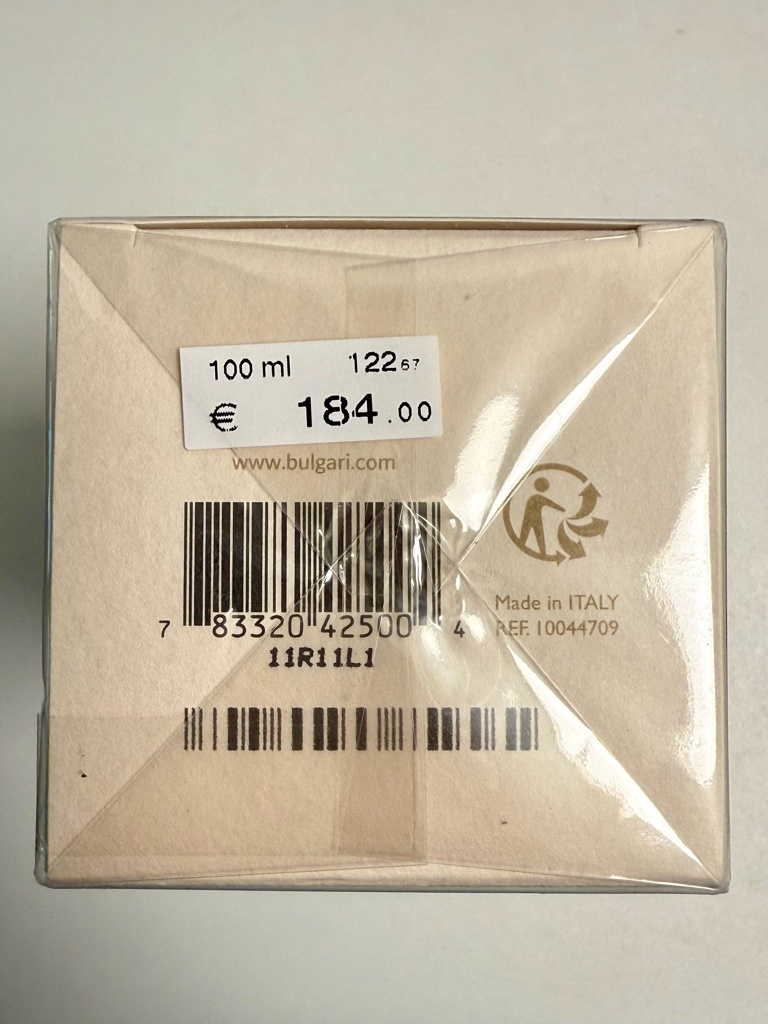 100 ml 122 67
€ 184.00
www.bulgari.com
7 83320 42500 4
11R11L1
Made in ITALY
REF. 10044709